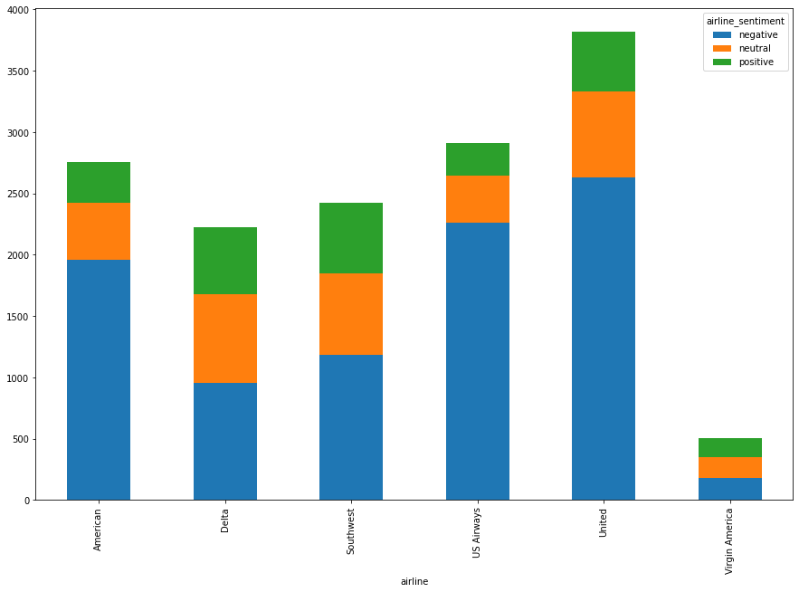 4000
3500
3000
2500
2000
1500
1000
500
0
airline_sentiment
negative
neutral
positive
American
Delta
Southwest
US Airways
United
Virgin America
airline